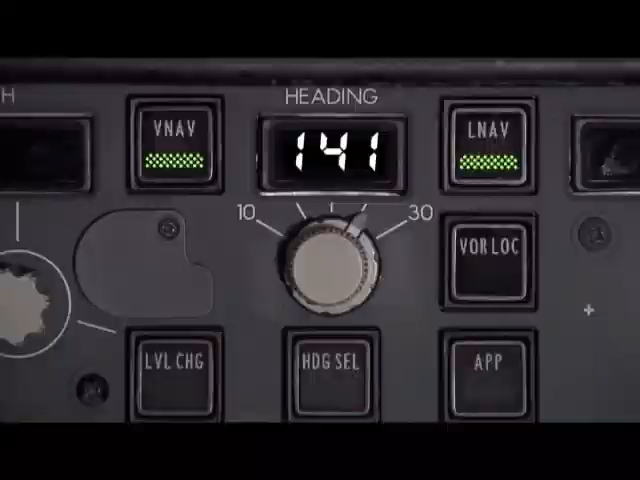 H
HEADING
VNAV
141
LNAV
10
30
VOR LOC
LVL CHG
HDG SEL
APP